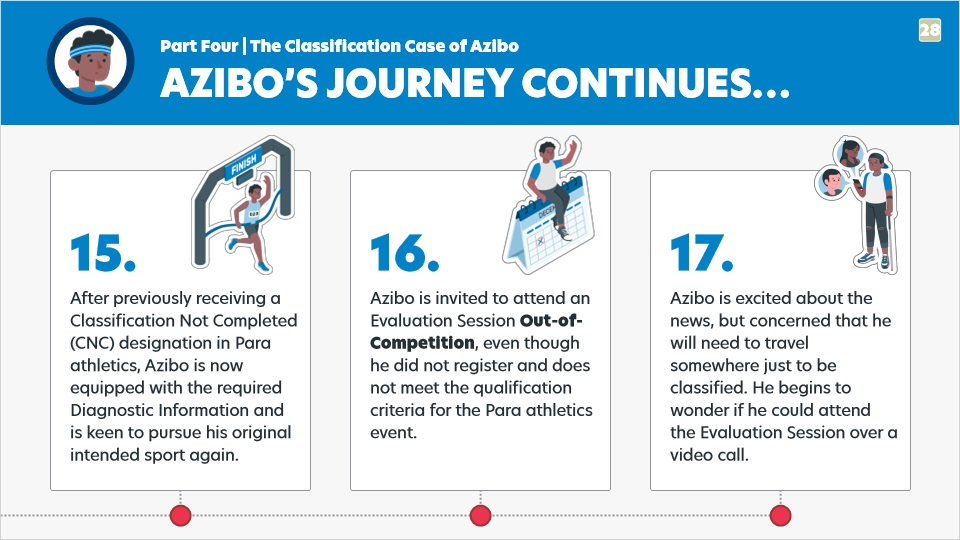 Part Four | The Classification Case of Azibo
28
AZIBO'S JOURNEY CONTINUES...
FINISH
15.
After previously receiving a
Classification Not Completed
(CNC) designation in Para
athletics, Azibo is now
equipped with the required
Diagnostic Information and
is keen to pursue his original
intended sport again.
16.
Azibo is invited to attend an
Evaluation Session Out-of-
Competition, even though
he did not register and does
not meet the qualification
criteria for the Para athletics
event.
17.
Azibo is excited about the
news, but concerned that he
will need to travel
somewhere just to be
classified. He begins to
wonder if he could attend
the Evaluation Session over a
video call.